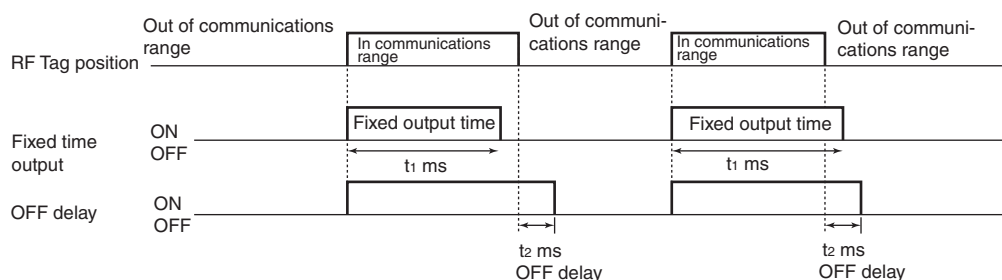 Out of communications
range
Out of communi-
cations range
Out of communi-
cations range
In communications
range
In communications
range
RF Tag position
Fixed time
output
ON
OFF
Fixed output time
Fixed output time
t1 ms
t1 ms
OFF delay
ON
OFF
t2 ms
OFF delay
t2 ms
OFF delay